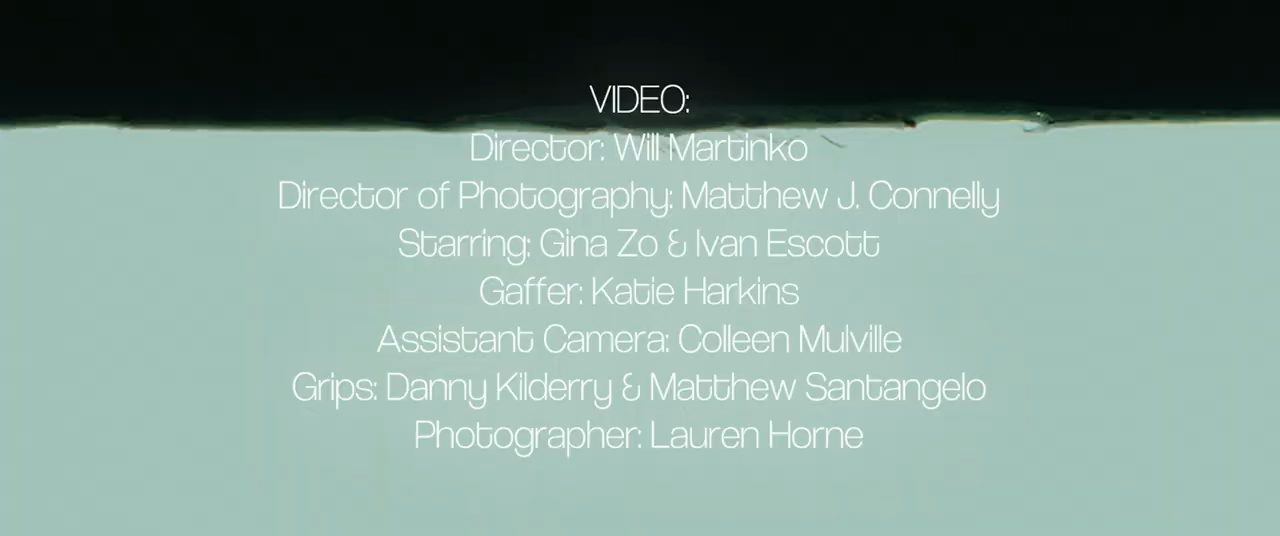 VIDEO:
Director: Will Martinko
Director of Photography: Matthew J. Connelly
Starring: Gina Zo & Ivan Escott
Gaffer: Katie Harkins
Assistant Camera: Colleen Mulville
Grips: Danny Kilderry & Matthew Santangelo
Photographer: Lauren Horne